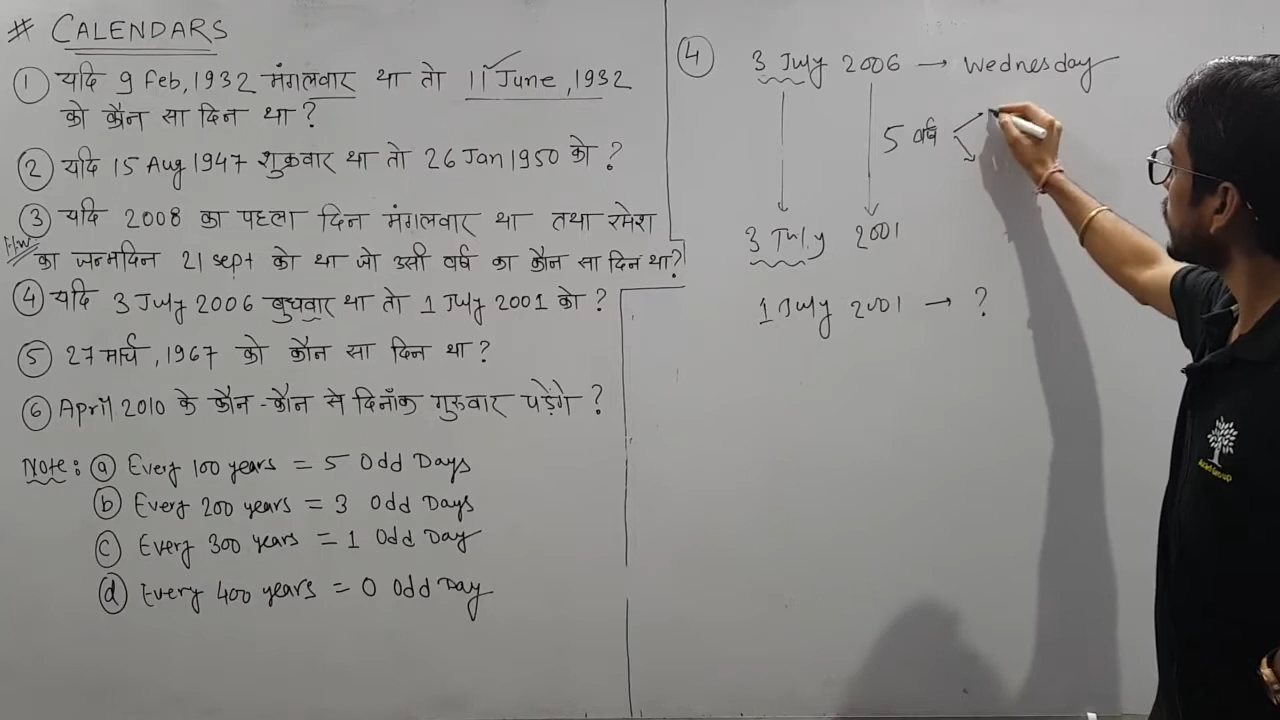 # CALENDARS
① यदि 9 Feb, 1932 मंगलवार था तो 11 June, 1932
को कौन सा दिन था?
② यदि 15 Aug 1947 शुक्रवार था तो 26 Jan 1950 को ?
③ यदि 2008 का पहला दिन मंगलवार था तथा रमेश
H/W
का जन्मदिन 21 Sept को था जो उसी वर्ष का कौन सा दिन था?
④ यदि 3 July 2006 बुधवार था तो 1 July 2001 को ?
⑤ 27 मार्च, 1967 को कौन सा दिन था?
⑥ April 2010 के कौन-कौन से दिनाँक गुरुवार पड़ेंगे ?
Note: ⓐ Every 100 years = 5 Odd Days
ⓑ Every 200 years = 3 Odd Days
ⓒ Every 300 years = 1 Odd Day
ⓓ Every 400 years = 0 Odd Day
④ 3 July 2006 → Wednesday
5 वर्ष
3 July 2001
1 July 2001 → ?